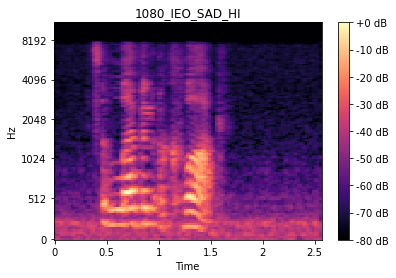 1080_IEO_SAD_HI
8192
4096
2048
1024
512
0
Hz
0 0.5 1 1.5 2 2.5
Time
+0 dB
-10 dB
-20 dB
-30 dB
-40 dB
-50 dB
-60 dB
-70 dB
-80 dB